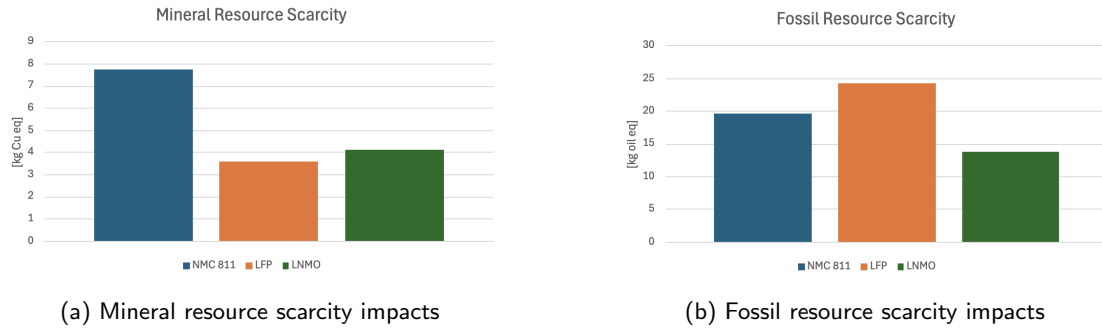 Mineral Resource Scarcity
9
8
7
6
5
4
3
2
1
0
[kg Cu eq]
NMC 811 LFP LNMO
(a) Mineral resource scarcity impacts
Fossil Resource Scarcity
30
25
20
15
10
5
0
[kg oil eq]
NMC 811 LFP LNMO
(b) Fossil resource scarcity impacts